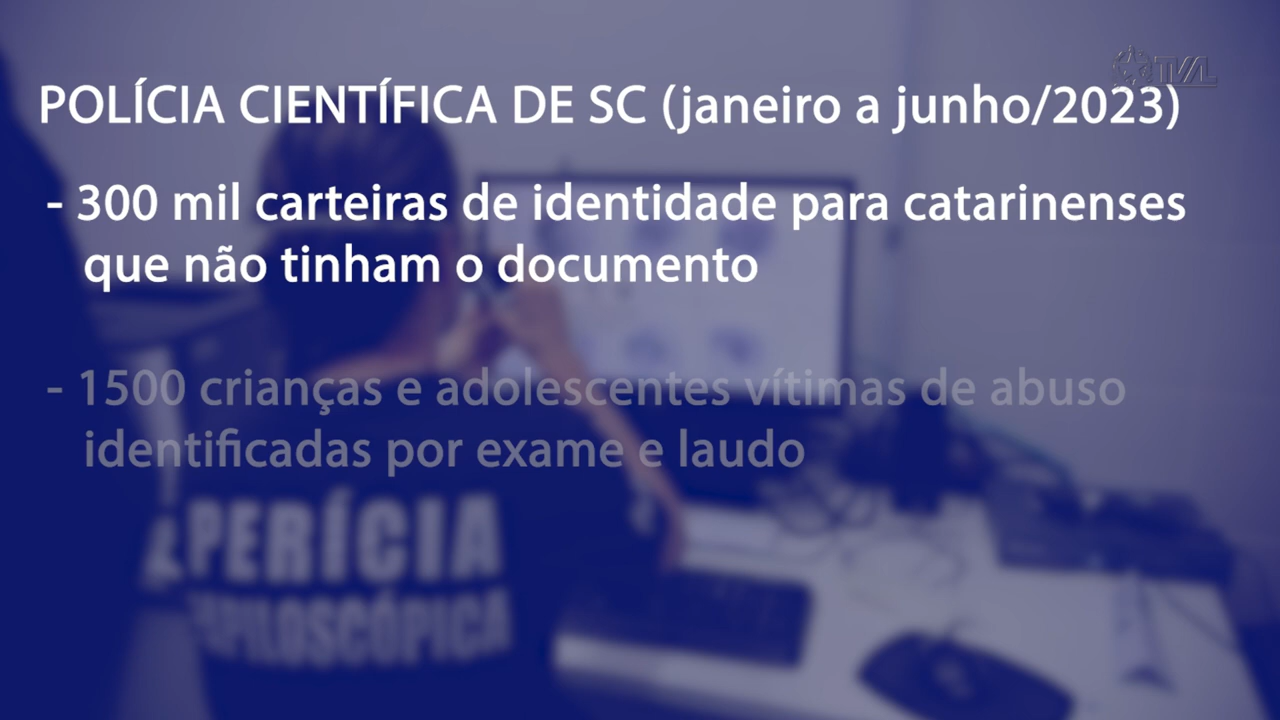 TVAL
POLÍCIA CIENTÍFICA DE SC (janeiro a junho/2023)
- 300 mil carteiras de identidade para catarinenses
que não tinham o documento
- 1500 crianças e adolescentes vítimas de abuso
identificadas por exame e laudo
PERÍCIA
PAPILOSCÓPICA